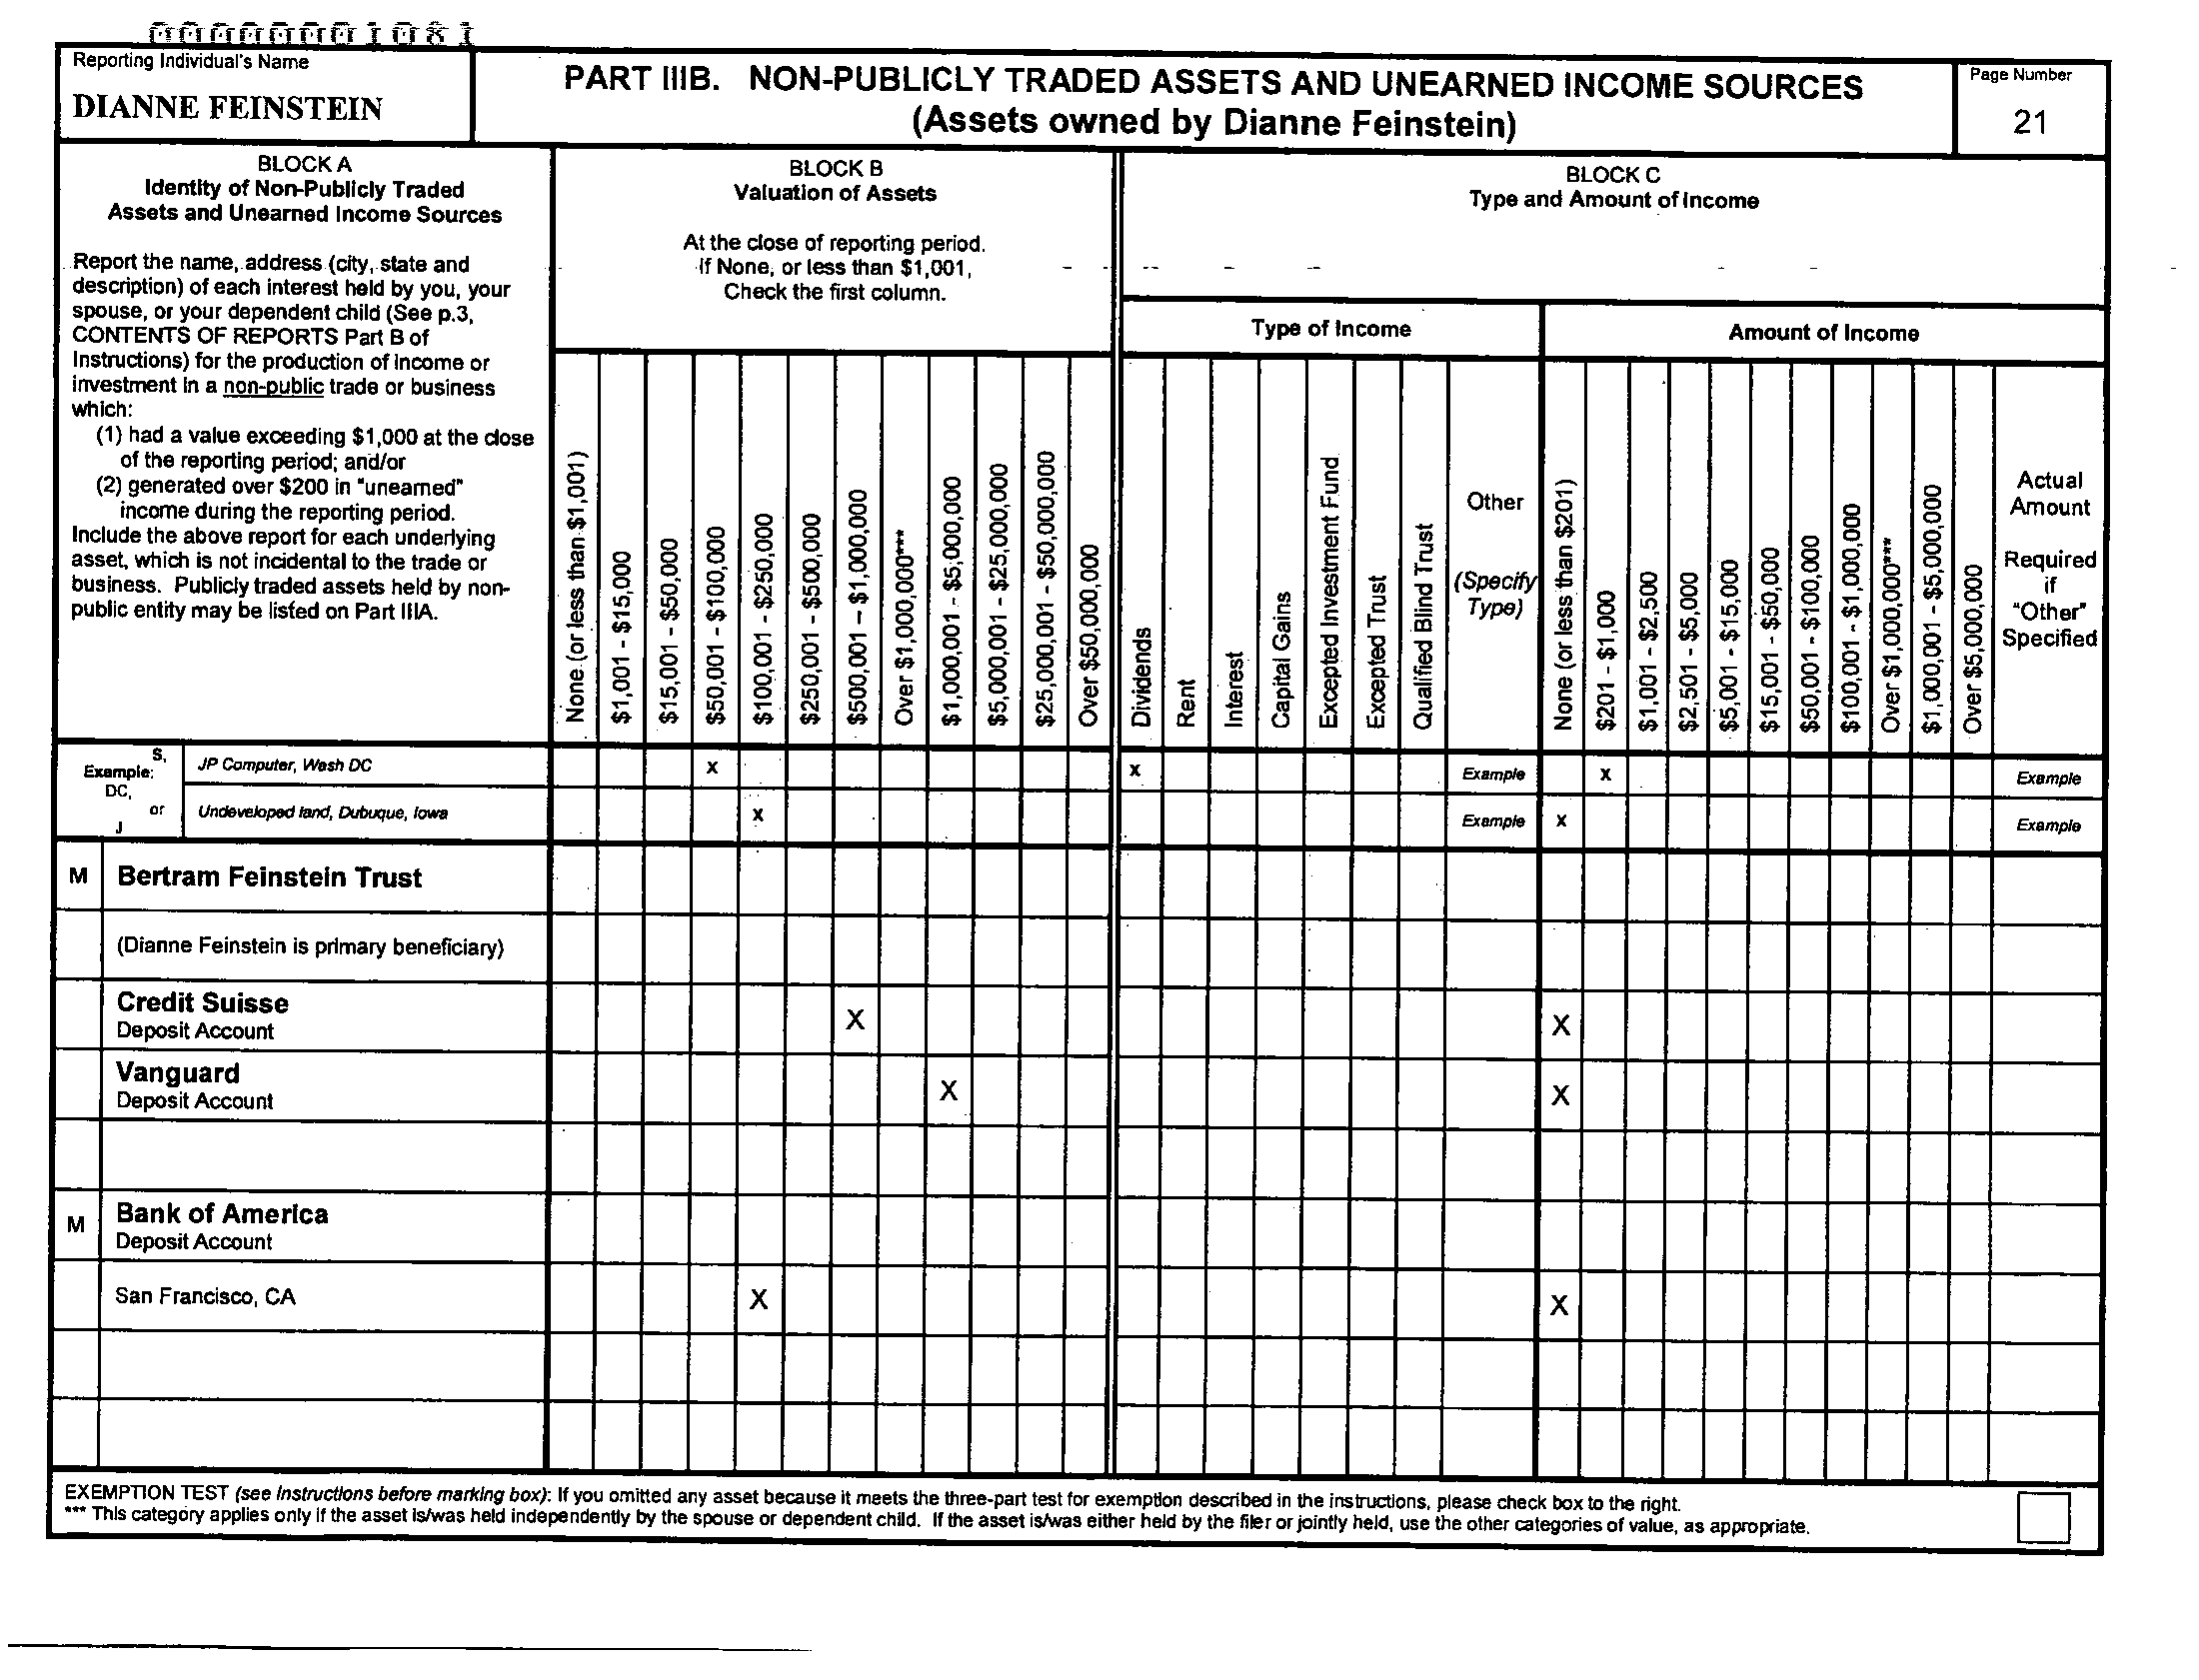 000000001081
Reporting Individual's Name
DIANNE FEINSTEIN
PART IIIB. NON-PUBLICLY TRADED ASSETS AND UNEARNED INCOME SOURCES
(Assets owned by Dianne Feinstein)
Page Number
21
BLOCK A
Identity of Non-Publicly Traded
Assets and Unearned Income Sources
Report the name, address (city, state and
description) of each interest held by you, your
spouse, or your dependent child (See p.3,
CONTENTS OF REPORTS Part B of
Instructions) for the production of income or
investment in a non-public trade or business
which:
(1) had a value exceeding $1,000 at the close
of the reporting period; and/or
(2) generated over $200 in "unearned"
income during the reporting period.
Include the above report for each underlying
asset, which is not incidental to the trade or
business. Publicly traded assets held by non-
public entity may be listed on Part IIIA.
BLOCK B
Valuation of Assets
At the close of reporting period.
If None, or less than $1,001,
Check the first column.
None (or less than $1,001)
$1,001 - $15,000
$15,001 - $50,000
$50,001 - $100,000
$100,001 - $250,000
$250,001 - $500,000
$500,001 - $1,000,000
Over $1,000,000***
$1,000,001 - $5,000,000
$5,000,001 - $25,000,000
$25,000,001 - $50,000,000
Over $50,000,000
BLOCK C
Type and Amount of Income
Type of Income
Amount of Income
Dividends
Rent
Interest
Capital Gains
Excepted Investment Fund
Excepted Trust
Qualified Blind Trust
Other
(Specify
Type)
None (or less than $201)
$201 - $1,000
$1,001 - $2,500
$2,501 - $5,000
$5,001 - $15,000
$15,001 - $50,000
$50,001 - $100,000
$100,001 - $1,000,000
Over $1,000,000***
$1,000,001 - $5,000,000
Over $5,000,000
Actual
Amount
Required
if
"Other"
Specified
S,
Example:
DC,
or
J
JP Computer, Wash DC x x Example x Example
Undeveloped land, Dubuque, Iowa x Example x Example
M Bertram Feinstein Trust
(Dianne Feinstein is primary beneficiary)
Credit Suisse
Deposit Account X X
Vanguard
Deposit Account X X
M Bank of America
Deposit Account
San Francisco, CA X X
EXEMPTION TEST (see instructions before marking box): If you omitted any asset because it meets the three-part test for exemption described in the instructions, please check box to the right.
*** This category applies only if the asset is/was held independently by the spouse or dependent child. If the asset is/was either held by the filer or jointly held, use the other categories of value, as appropriate.